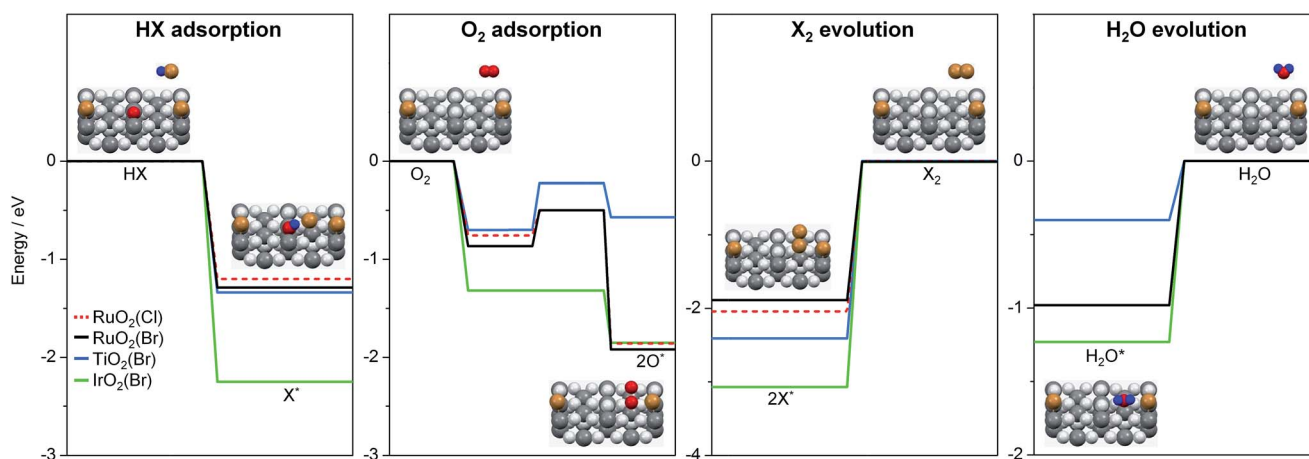 HX adsorption
O₂ adsorption
X₂ evolution
H₂O evolution
Energy / eV
0
-1
-2
-3
HX
X*
RuO₂(Cl)
RuO₂(Br)
TiO₂(Br)
IrO₂(Br)
0
-1
-2
-3
O₂
2O*
0
-2
-4
X₂
2X*
0
-1
-2
H₂O
H₂O*